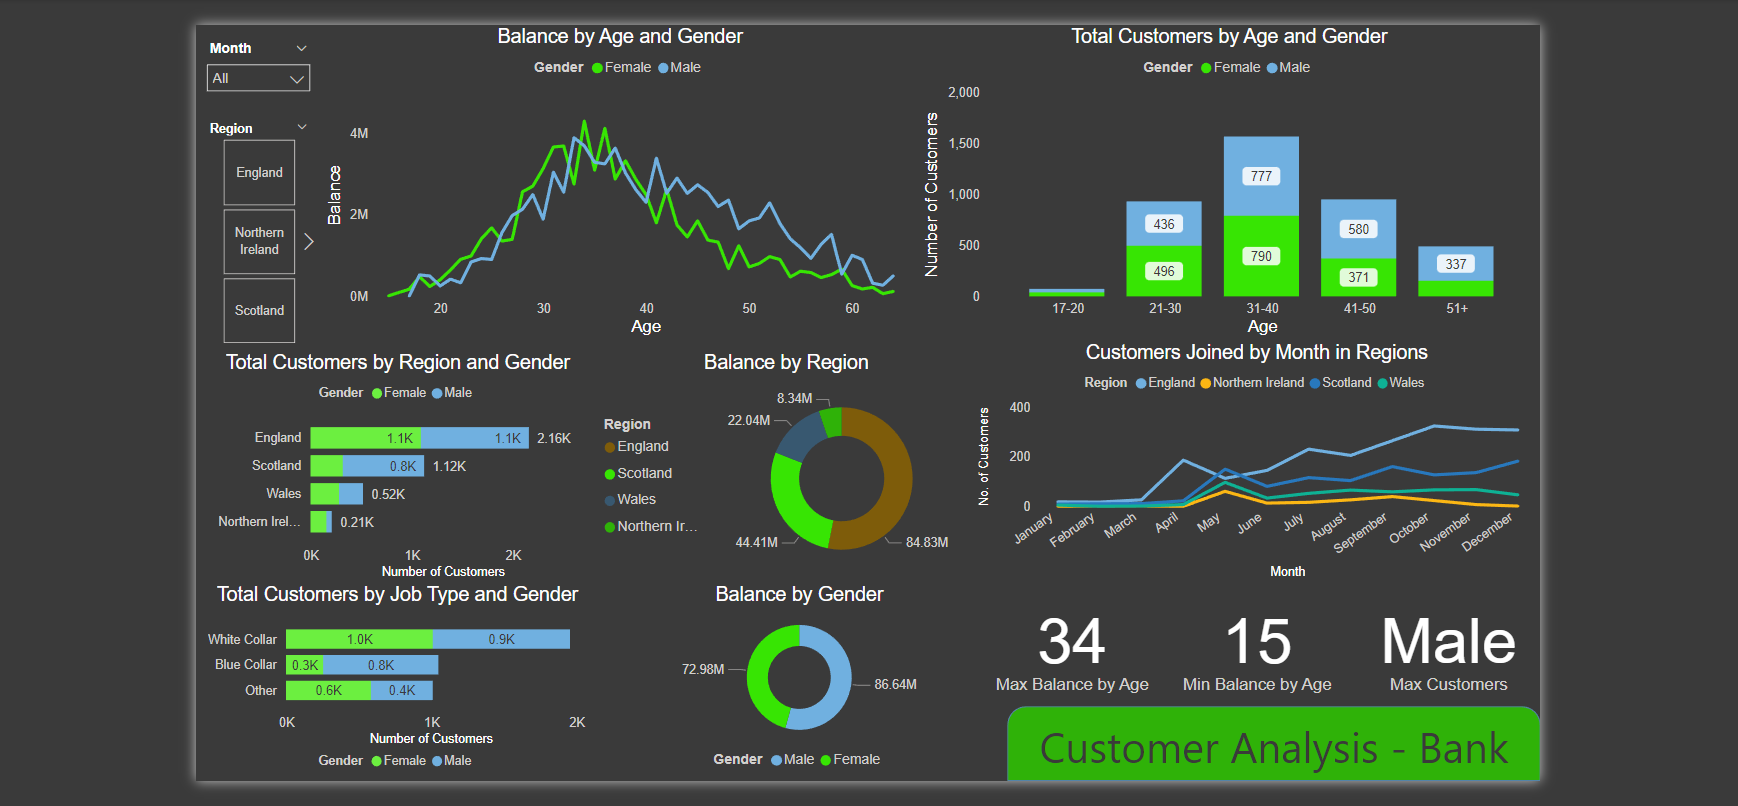 Month
All
Region
England
Northern
Ireland
Scotland
Balance by Age and Gender
Gender Female Male
Balance
4M
2M
0M
20 30 40 50 60
Age
Total Customers by Age and Gender
Gender Female Male
Number of Customers
2,000
1,500
1,000
500
0
436
496
777
790
580
371
337
17-20 21-30 31-40 41-50 51+
Age
Total Customers by Region and Gender
Gender Female Male
England 1.1K 1.1K 2.16K
Scotland 0.8K 1.12K
Wales 0.52K
Northern Irel... 0.21K
0K 1K 2K
Number of Customers
Balance by Region
Region
England
Scotland
Wales
Northern Ir...
8.34M
22.04M
44.41M
84.83M
Customers Joined by Month in Regions
Region England Northern Ireland Scotland Wales
No. of Customers
400
200
0
January February March April May June July August September October November December
Month
Total Customers by Job Type and Gender
White Collar 1.0K 0.9K
Blue Collar 0.3K 0.8K
Other 0.6K 0.4K
0K 1K 2K
Number of Customers
Gender Female Male
Balance by Gender
72.98M
86.64M
Gender Male Female
34
Max Balance by Age
15
Min Balance by Age
Male
Max Customers
Customer Analysis - Bank